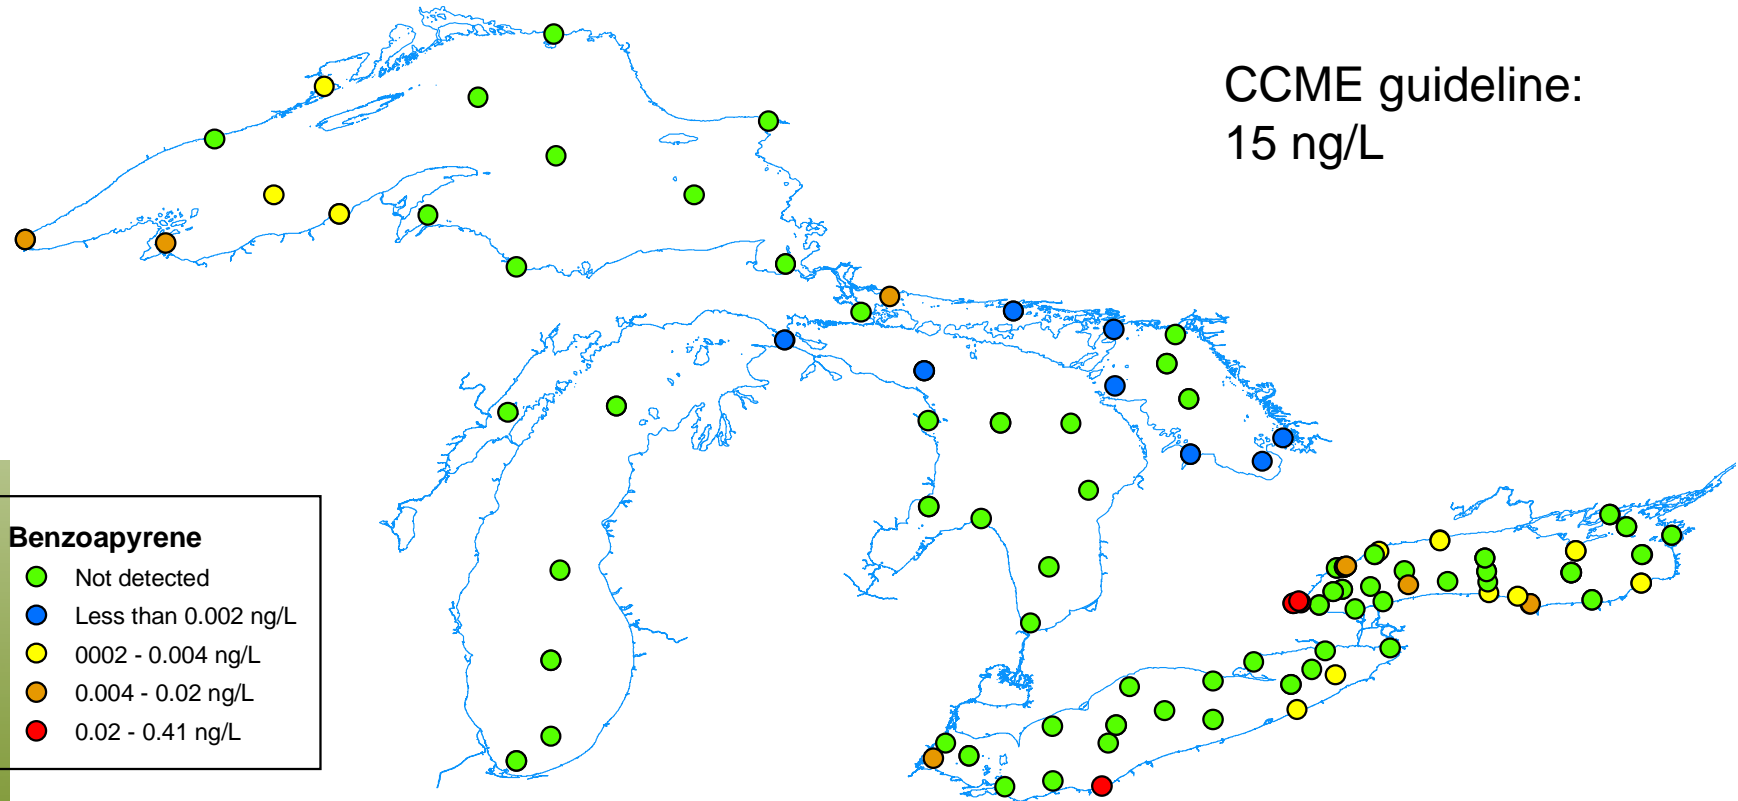 CCME guideline:
15 ng/L
Benzoapyrene
Not detected
Less than 0.002 ng/L
0002 - 0.004 ng/L
0.004 - 0.02 ng/L
0.02 - 0.41 ng/L